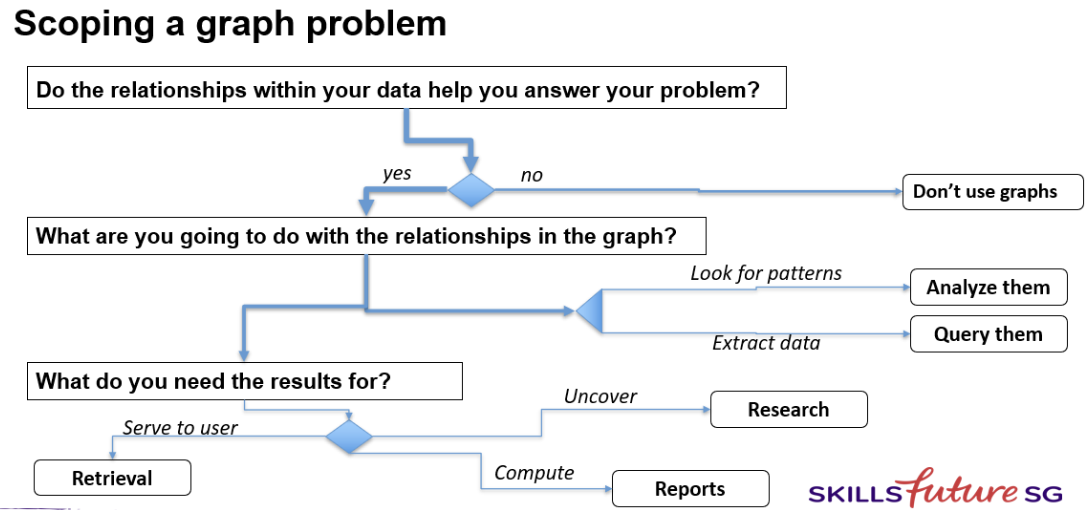 Scoping a graph problem
Do the relationships within your data help you answer your problem?
yes
no
Don’t use graphs
What are you going to do with the relationships in the graph?
Look for patterns
Analyze them
Extract data
Query them
What do you need the results for?
Uncover
Research
Serve to user
Retrieval
Compute
Reports
SKILLS future SG